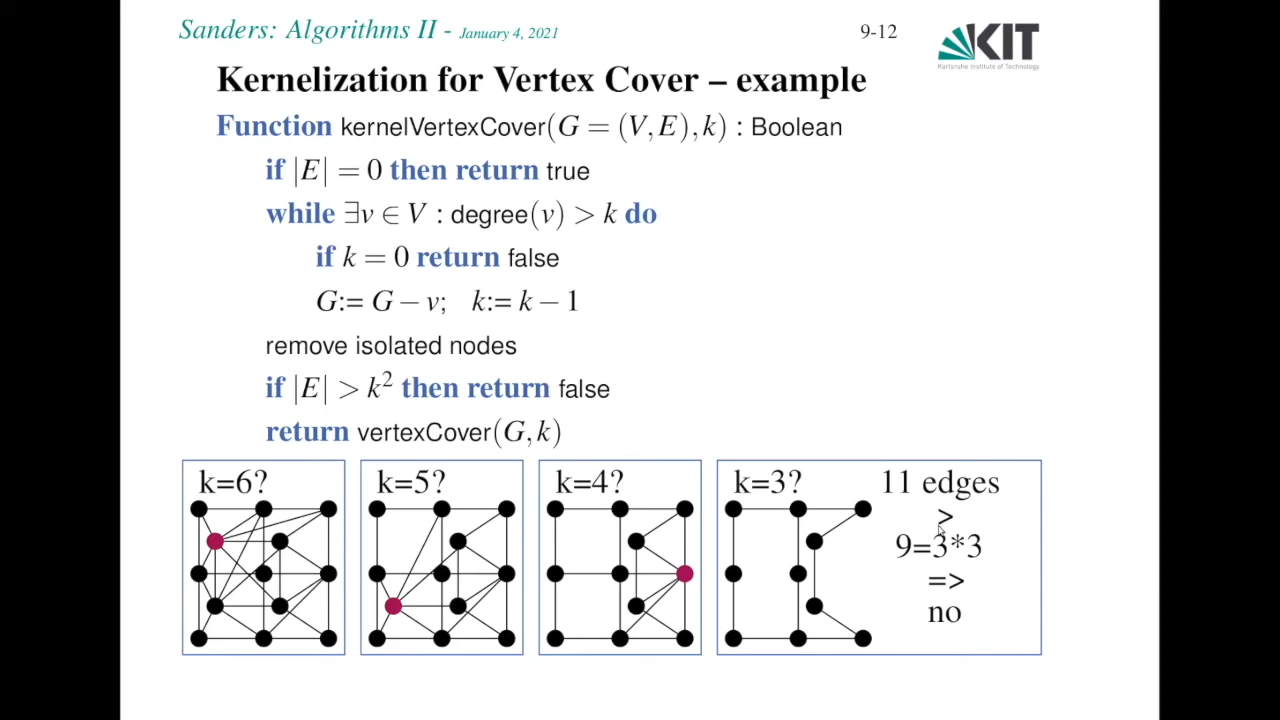 Sanders: Algorithms II - January 4, 2021
9-12
KIT
Karlsruhe Institute of Technology
Kernelization for Vertex Cover – example
Function kernelVertexCover(G = (V, E), k) : Boolean
if |E| = 0 then return true
while ∃v ∈ V : degree(v) > k do
if k = 0 return false
G:= G − v; k:= k − 1
remove isolated nodes
if |E| > k² then return false
return vertexCover(G, k)
k=6?
k=5?
k=4?
k=3?
11 edges
>
9=3*3
=>
no